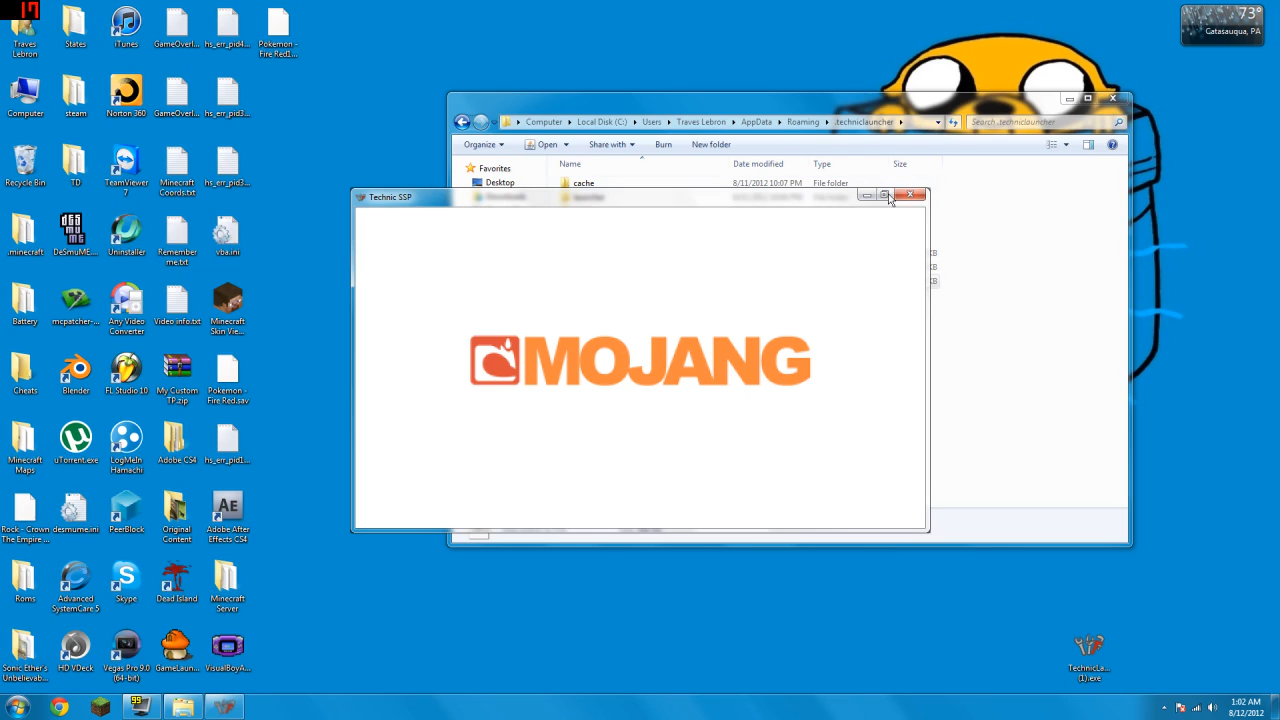 17
73°
Catasauqua, PA
Traves
Lebron
States
iTunes
GameOverl...
hs_err_pid4...
Pokemon -
Fire Red1...
Computer
steam
Norton 360
GameOverl...
hs_err_pid3...
Recycle Bin
TD
TeamViewer
7
Minecraft
Coords.txt
hs_err_pid3...
.minecraft
DeSmuME....
Uninstaller
Remember
me.txt
vba.ini
Battery
mcpatcher-...
Any Video
Converter
Video info.txt
Minecraft
Skin Vie...
Cheats
Blender
FL Studio 10
My Custom
TP.zip
Pokemon -
Fire Red.sav
Minecraft
Maps
uTorrent.exe
LogMeIn
Hamachi
Adobe CS4
hs_err_pid1...
Rock - Crown
The Empire ...
desmume.ini
PeerBlock
Original
Content
Adobe After
Effects CS4
Roms
Advanced
SystemCare 5
Skype
Dead Island
Minecraft
Server
Sonic Ether's
Unbelievab...
HD VDeck
Vegas Pro 9.0
(64-bit)
GameLaun...
VisualBoyA...
Computer
Local Disk (C:)
Users
Traves Lebron
AppData
Roaming
.techniclauncher
Search .techniclauncher
Organize
Open
Share with
Burn
New folder
Favorites
Desktop
Name
Date modified
Type
Size
cache
8/11/2012 10:07 PM
File folder
Technic SSP
MOJANG
KB
KB
KB
TechnicLa...
(1).exe
99
1:02 AM
8/12/2012